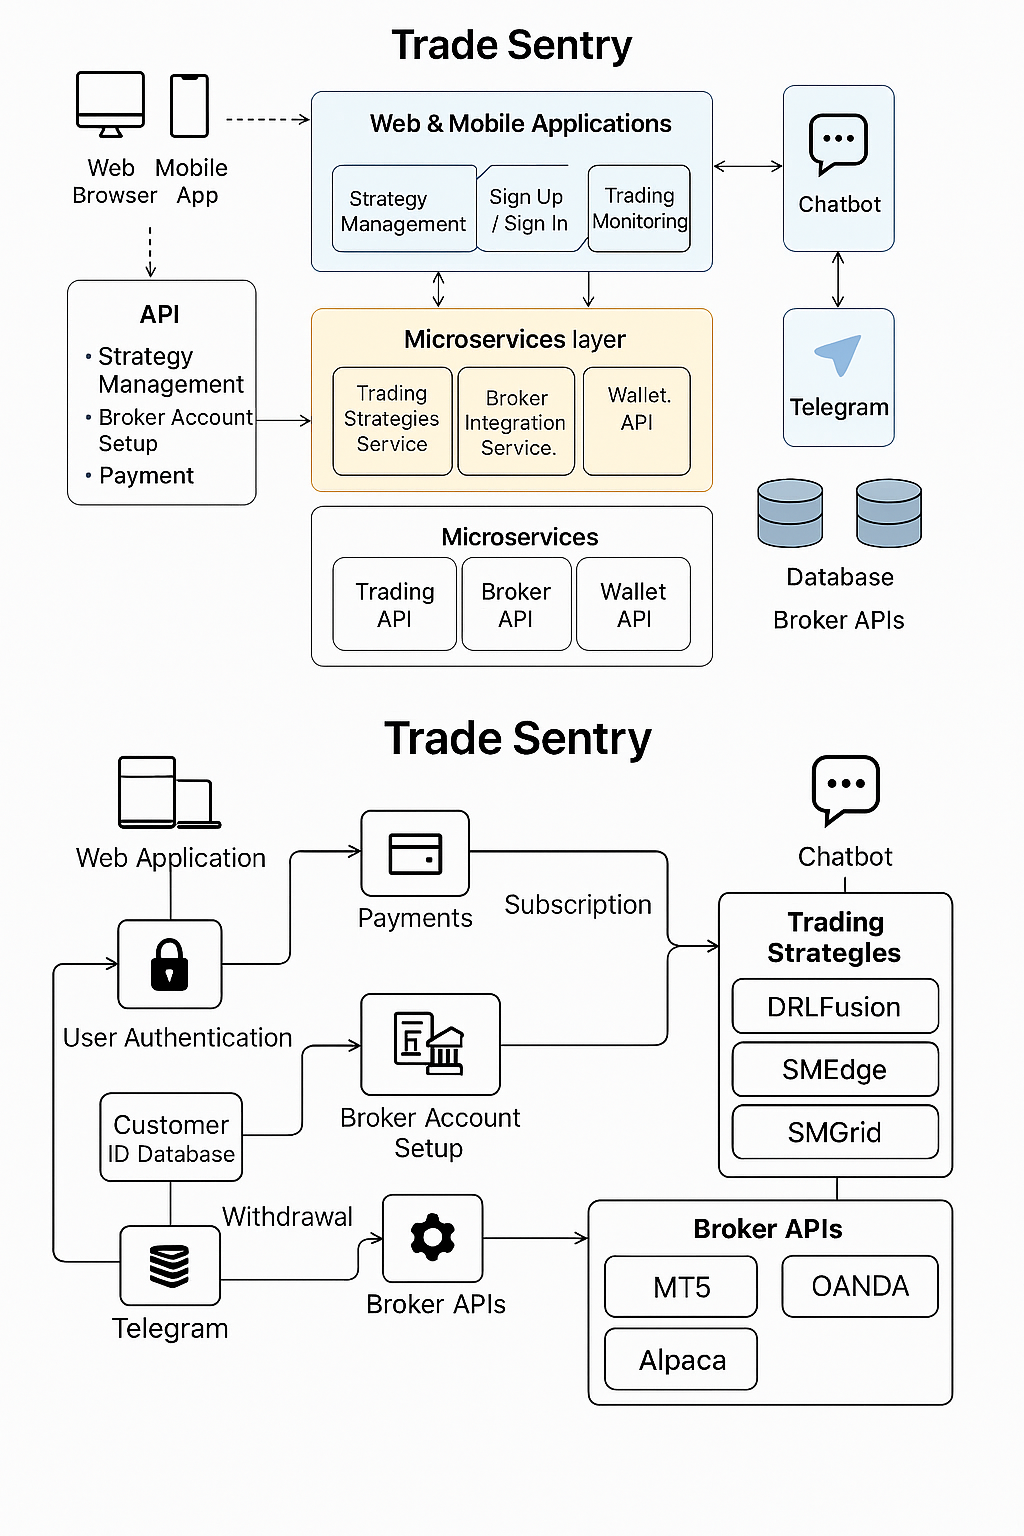 Trade Sentry
Web
Browser
Mobile
App
Web & Mobile Applications
Strategy
Management
Sign Up
/ Sign In
Trading
Monitoring
Chatbot
API
• Strategy
Management
• Broker Account
Setup
• Payment
Microservices layer
Trading
Strategies
Service
Broker
Integration
Service.
Wallet.
API
Telegram
Microservices
Trading
API
Broker
API
Wallet
API
Database
Broker APIs
Trade Sentry
Web Application
Payments
Subscription
Chatbot
Trading
Strategles
DRLFusion
SMEdge
SMGrid
User Authentication
Customer
ID Database
Broker Account
Setup
Withdrawal
Telegram
Broker APIs
Broker APIs
MT5
OANDA
Alpaca